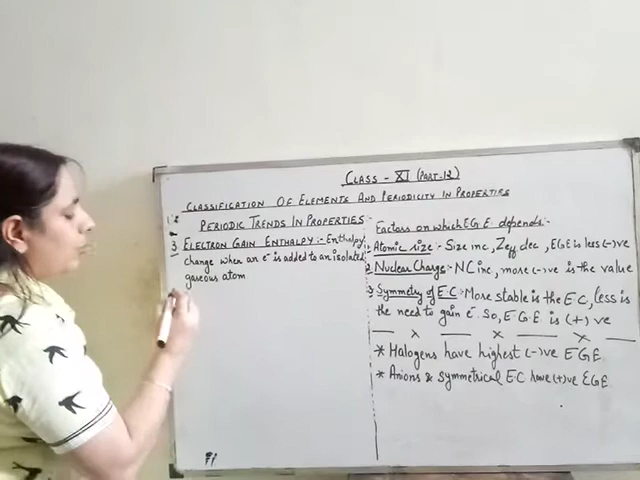 CLASS - XI (PART-12)
CLASSIFICATION OF ELEMENTS AND PERIODICITY IN PROPERTIES
PERIODIC TRENDS IN PROPERTIES:-
3. ELECTRON GAIN ENTHALPY:- Enthalpy
change when an e⁻ is added to an isolated
gaseous atom.
Factors on which E.G.E. depends:-
1. Atomic size:- Size inc, Zeff dec, EGE is less (-)ve
2. Nuclear Charge:- NC inc, more (-)ve is the value
3. Symmetry of E.C:- More stable is the E.C, less is
the need to gain e⁻. So, E.G.E. is (+)ve
* Halogens have highest (-)ve E.G.E.
* Anions & symmetrical E.C have (+)ve E.G.E.